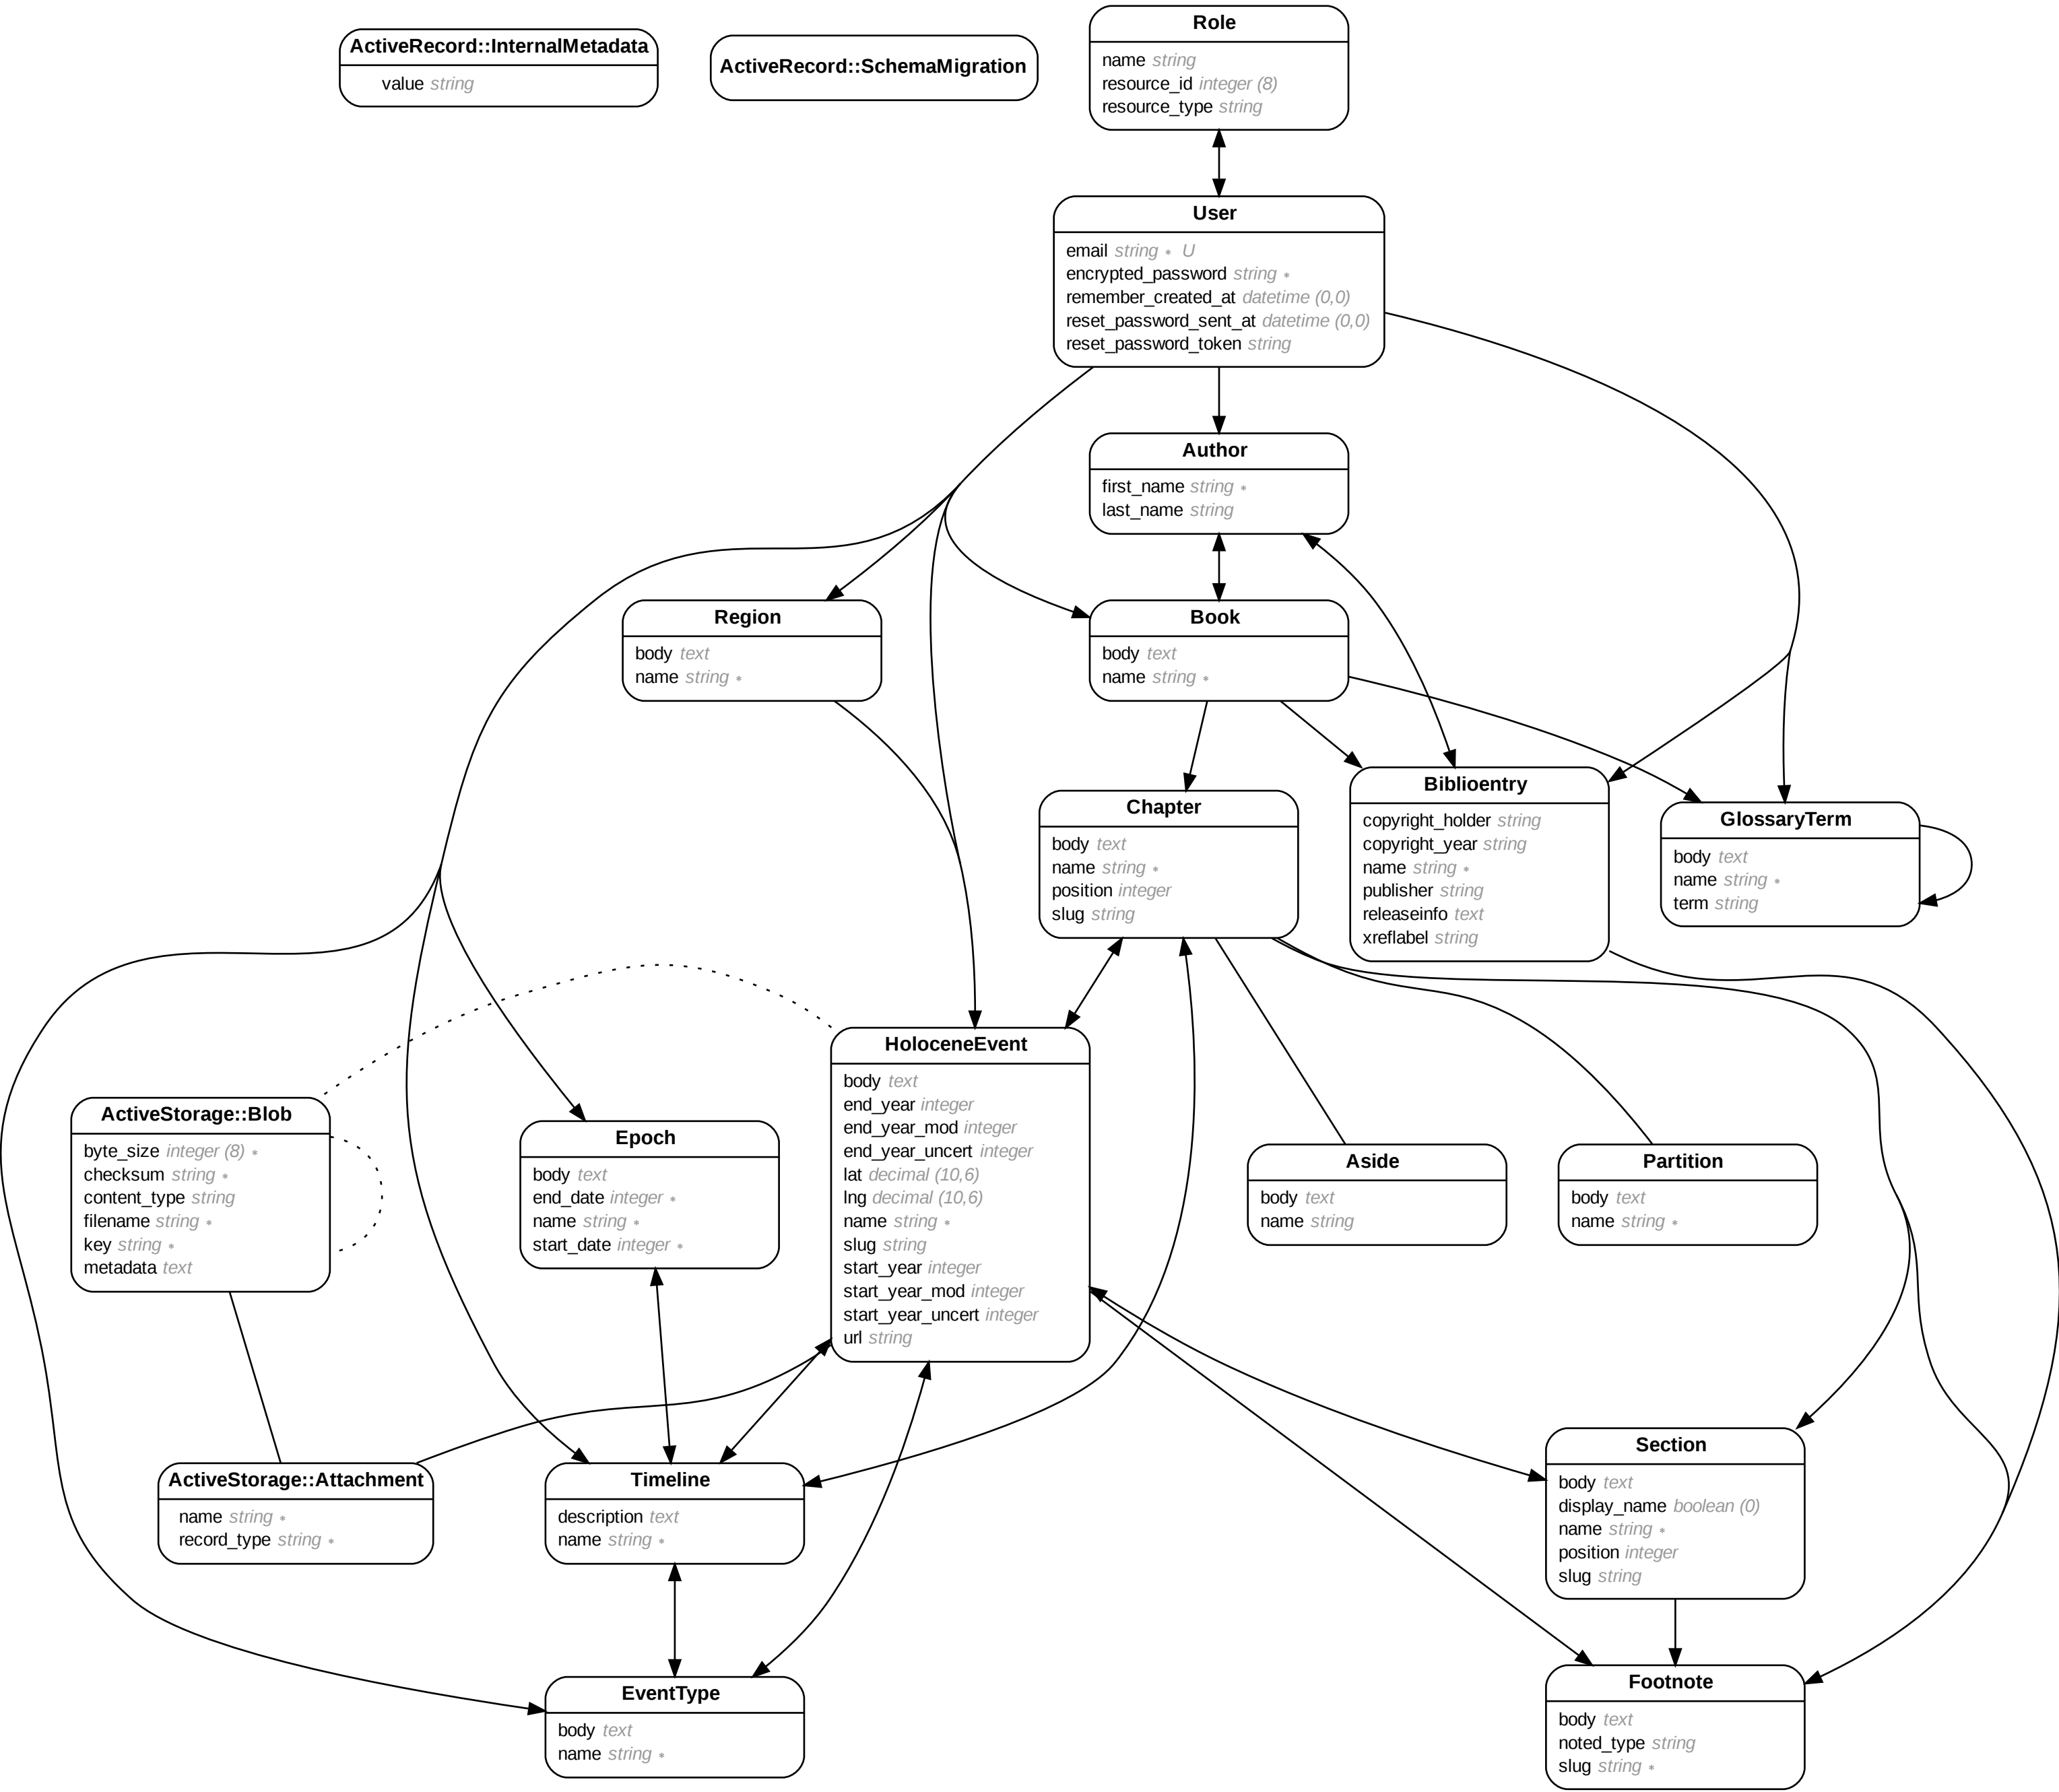 ActiveRecord::InternalMetadata
value string
ActiveRecord::SchemaMigration
Role
name string
resource_id integer (8)
resource_type string
User
email string * U
encrypted_password string *
remember_created_at datetime (0,0)
reset_password_sent_at datetime (0,0)
reset_password_token string
Author
first_name string *
last_name string
Region
body text
name string *
Book
body text
name string *
Chapter
body text
name string *
position integer
slug string
Biblioentry
copyright_holder string
copyright_year string
name string *
publisher string
releaseinfo text
xreflabel string
GlossaryTerm
body text
name string *
term string
HoloceneEvent
body text
end_year integer
end_year_mod integer
end_year_uncert integer
lat decimal (10,6)
lng decimal (10,6)
name string *
slug string
start_year integer
start_year_mod integer
start_year_uncert integer
url string
ActiveStorage::Blob
byte_size integer (8) *
checksum string *
content_type string
filename string *
key string *
metadata text
Epoch
body text
end_date integer *
name string *
start_date integer *
Aside
body text
name string
Partition
body text
name string *
ActiveStorage::Attachment
name string *
record_type string *
Timeline
description text
name string *
Section
body text
display_name boolean (0)
name string *
position integer
slug string
EventType
body text
name string *
Footnote
body text
noted_type string
slug string *